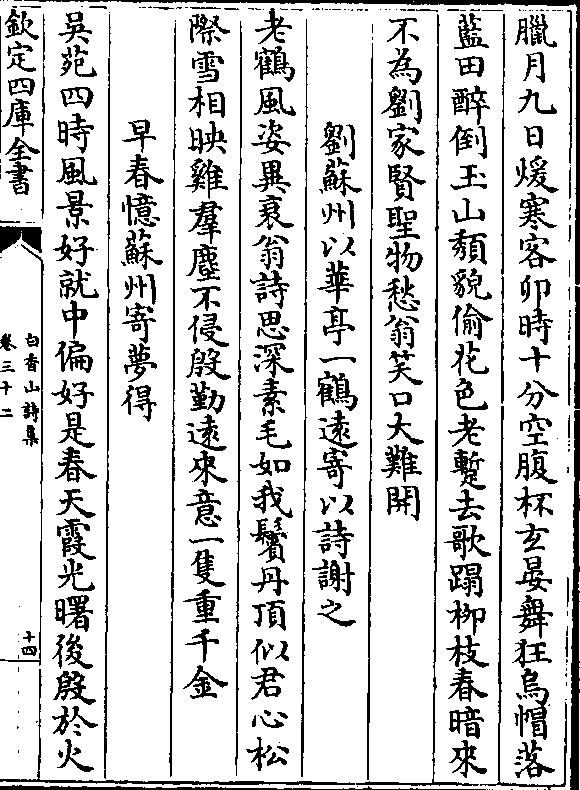 臘月九日煖寒客卯時十分空腹杯玄晏舞狂烏帽落
藍田醉倒玉山頽貌偷花色老蹔去歌蹋柳枝春暗來
不為劉家賢聖物愁翁笑口大難開
劉蘇州以華亭一鶴遠寄以詩謝之
老鶴風姿異衰翁詩思深素毛如我鬢丹頂似君心松
際雪相映雞羣塵不侵殷勤遠來意一隻重千金
早春憶蘇州寄夢得
吳苑四時風景好就中偏好是春天霞光曙後殷於火
欽定四庫全書
白香山詩集
卷三十二
十四